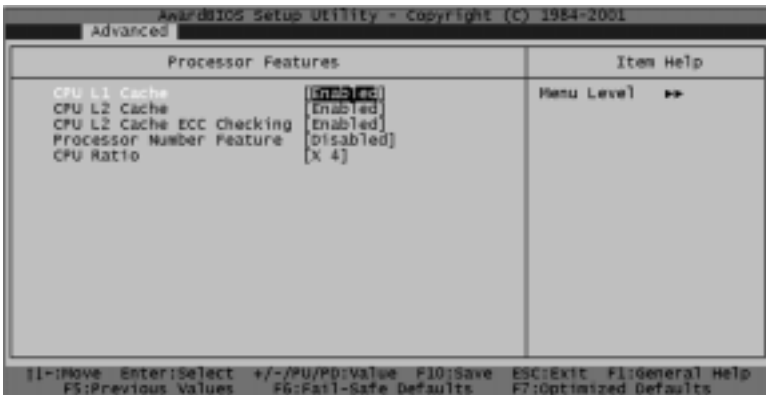 AwardBIOS Setup Utility - Copyright (C) 1984-2001
Advanced
Processor Features
Item Help
CPU L1 Cache [Enabled]
Menu Level ▸▸
CPU L2 Cache [Enabled]
CPU L2 Cache ECC Checking [Enabled]
Processor Number Feature [Disabled]
CPU Ratio [X 4]
:Move Enter:Select +/-/PU/PD:Value F10:Save ESC:Exit F1:General Help
F5:Previous Values F6:Fail-Safe Defaults F7:Optimized Defaults